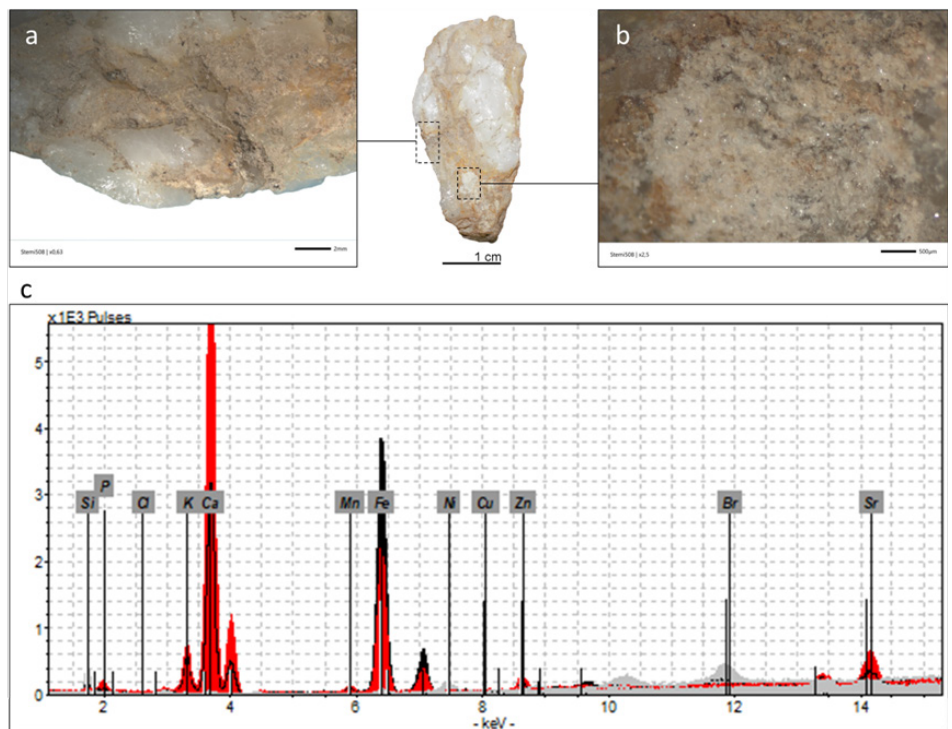 a
Stemi508 | x0,63
2mm
1 cm
b
Stemi508 | x2,5
500µm
c
x1E3 Pulses
5
4
3
2
1
0
Si P Cl K Ca Mn Fe Ni Cu Zn Br Sr
2 4 6 8 10 12 14
- keV -